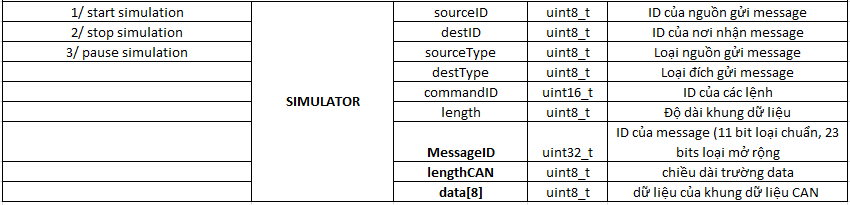 1/ start simulation
sourceID uint8_t ID của nguồn gửi message
2/ stop simulation
destID uint8_t ID của nơi nhận message
3/ pause simulation
sourceType uint8_t Loại nguồn gửi message
destType uint8_t Loại đích gửi message
SIMULATOR
commandID uint16_t ID của các lệnh
length uint8_t Độ dài khung dữ liệu
ID của message (11 bit loại chuẩn, 23
MessageID uint32_t bits loại mở rộng
lengthCAN uint8_t chiều dài trường data
data[8] uint8_t dữ liệu của khung dữ liệu CAN